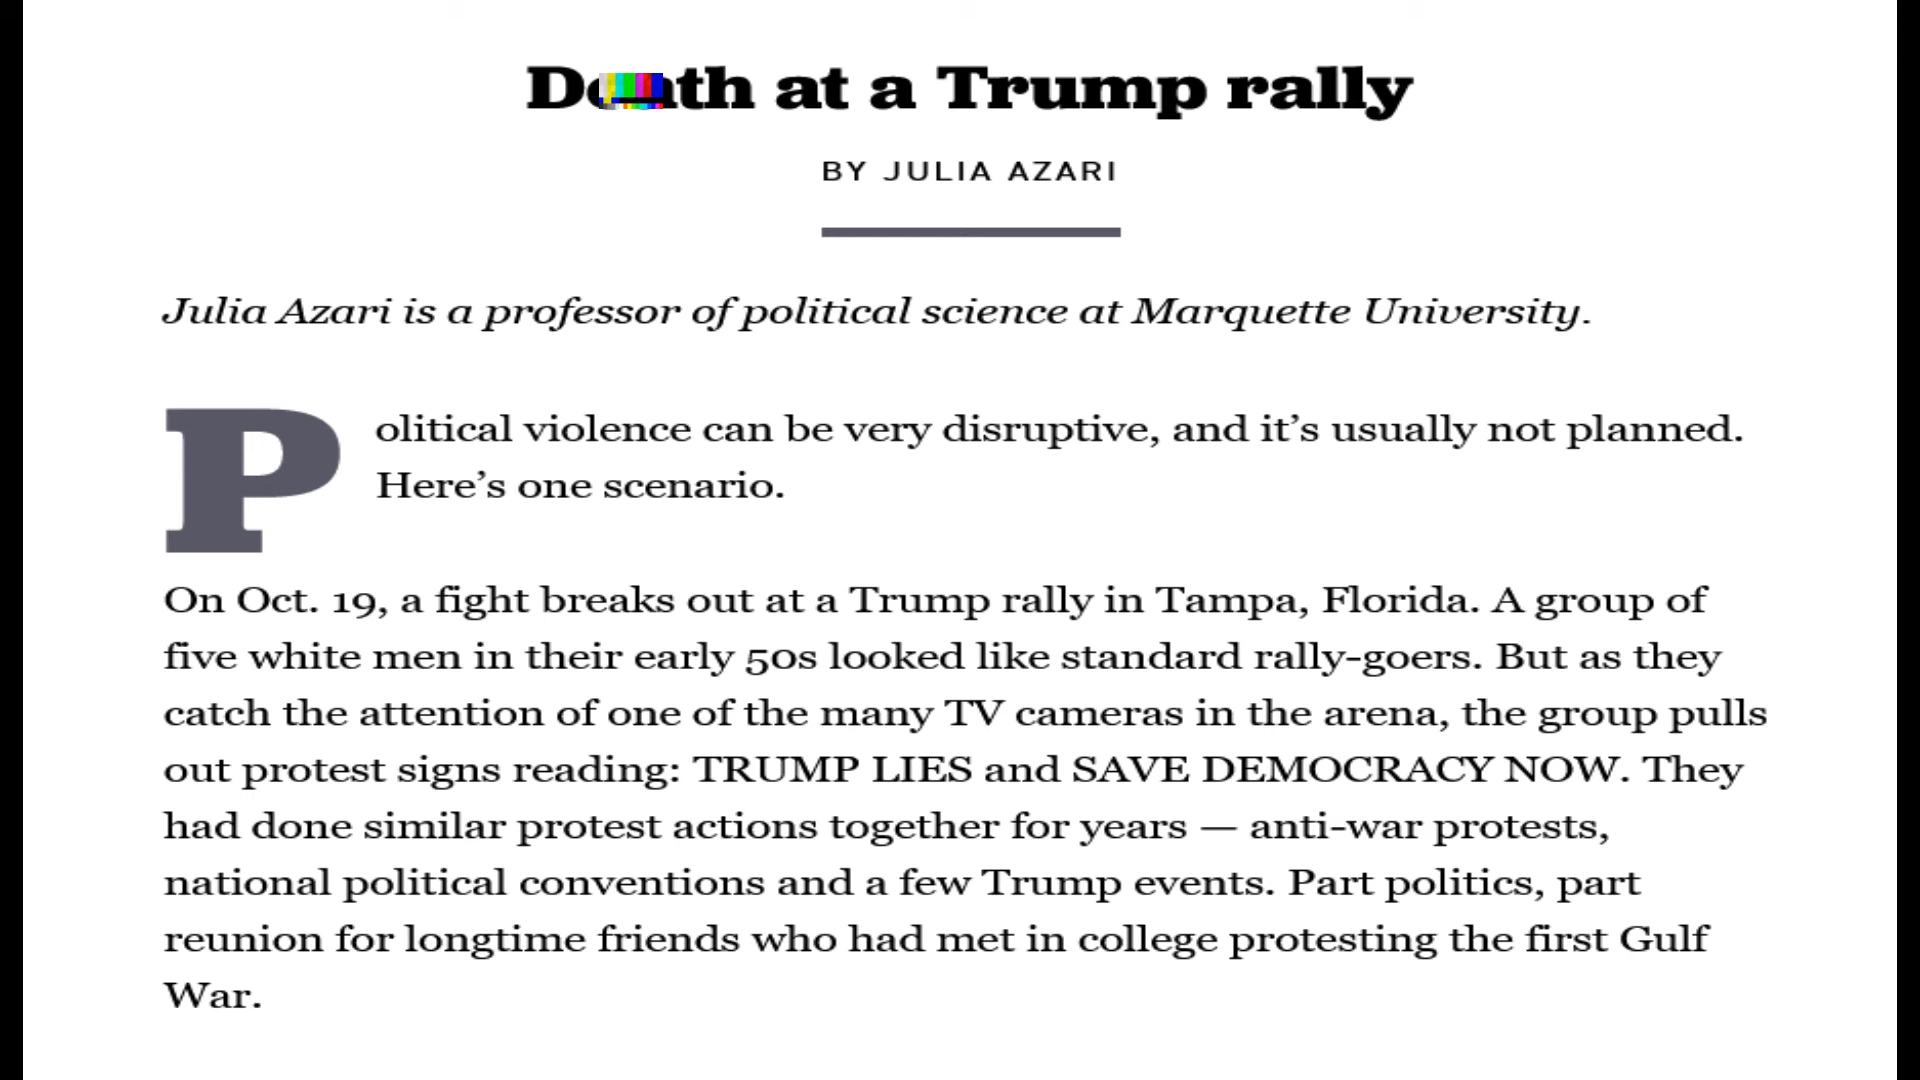 Death at a Trump rally
BY JULIA AZARI
Julia Azari is a professor of political science at Marquette University.
Political violence can be very disruptive, and it’s usually not planned.
Here’s one scenario.
On Oct. 19, a fight breaks out at a Trump rally in Tampa, Florida. A group of
five white men in their early 50s looked like standard rally-goers. But as they
catch the attention of one of the many TV cameras in the arena, the group pulls
out protest signs reading: TRUMP LIES and SAVE DEMOCRACY NOW. They
had done similar protest actions together for years — anti-war protests,
national political conventions and a few Trump events. Part politics, part
reunion for longtime friends who had met in college protesting the first Gulf
War.